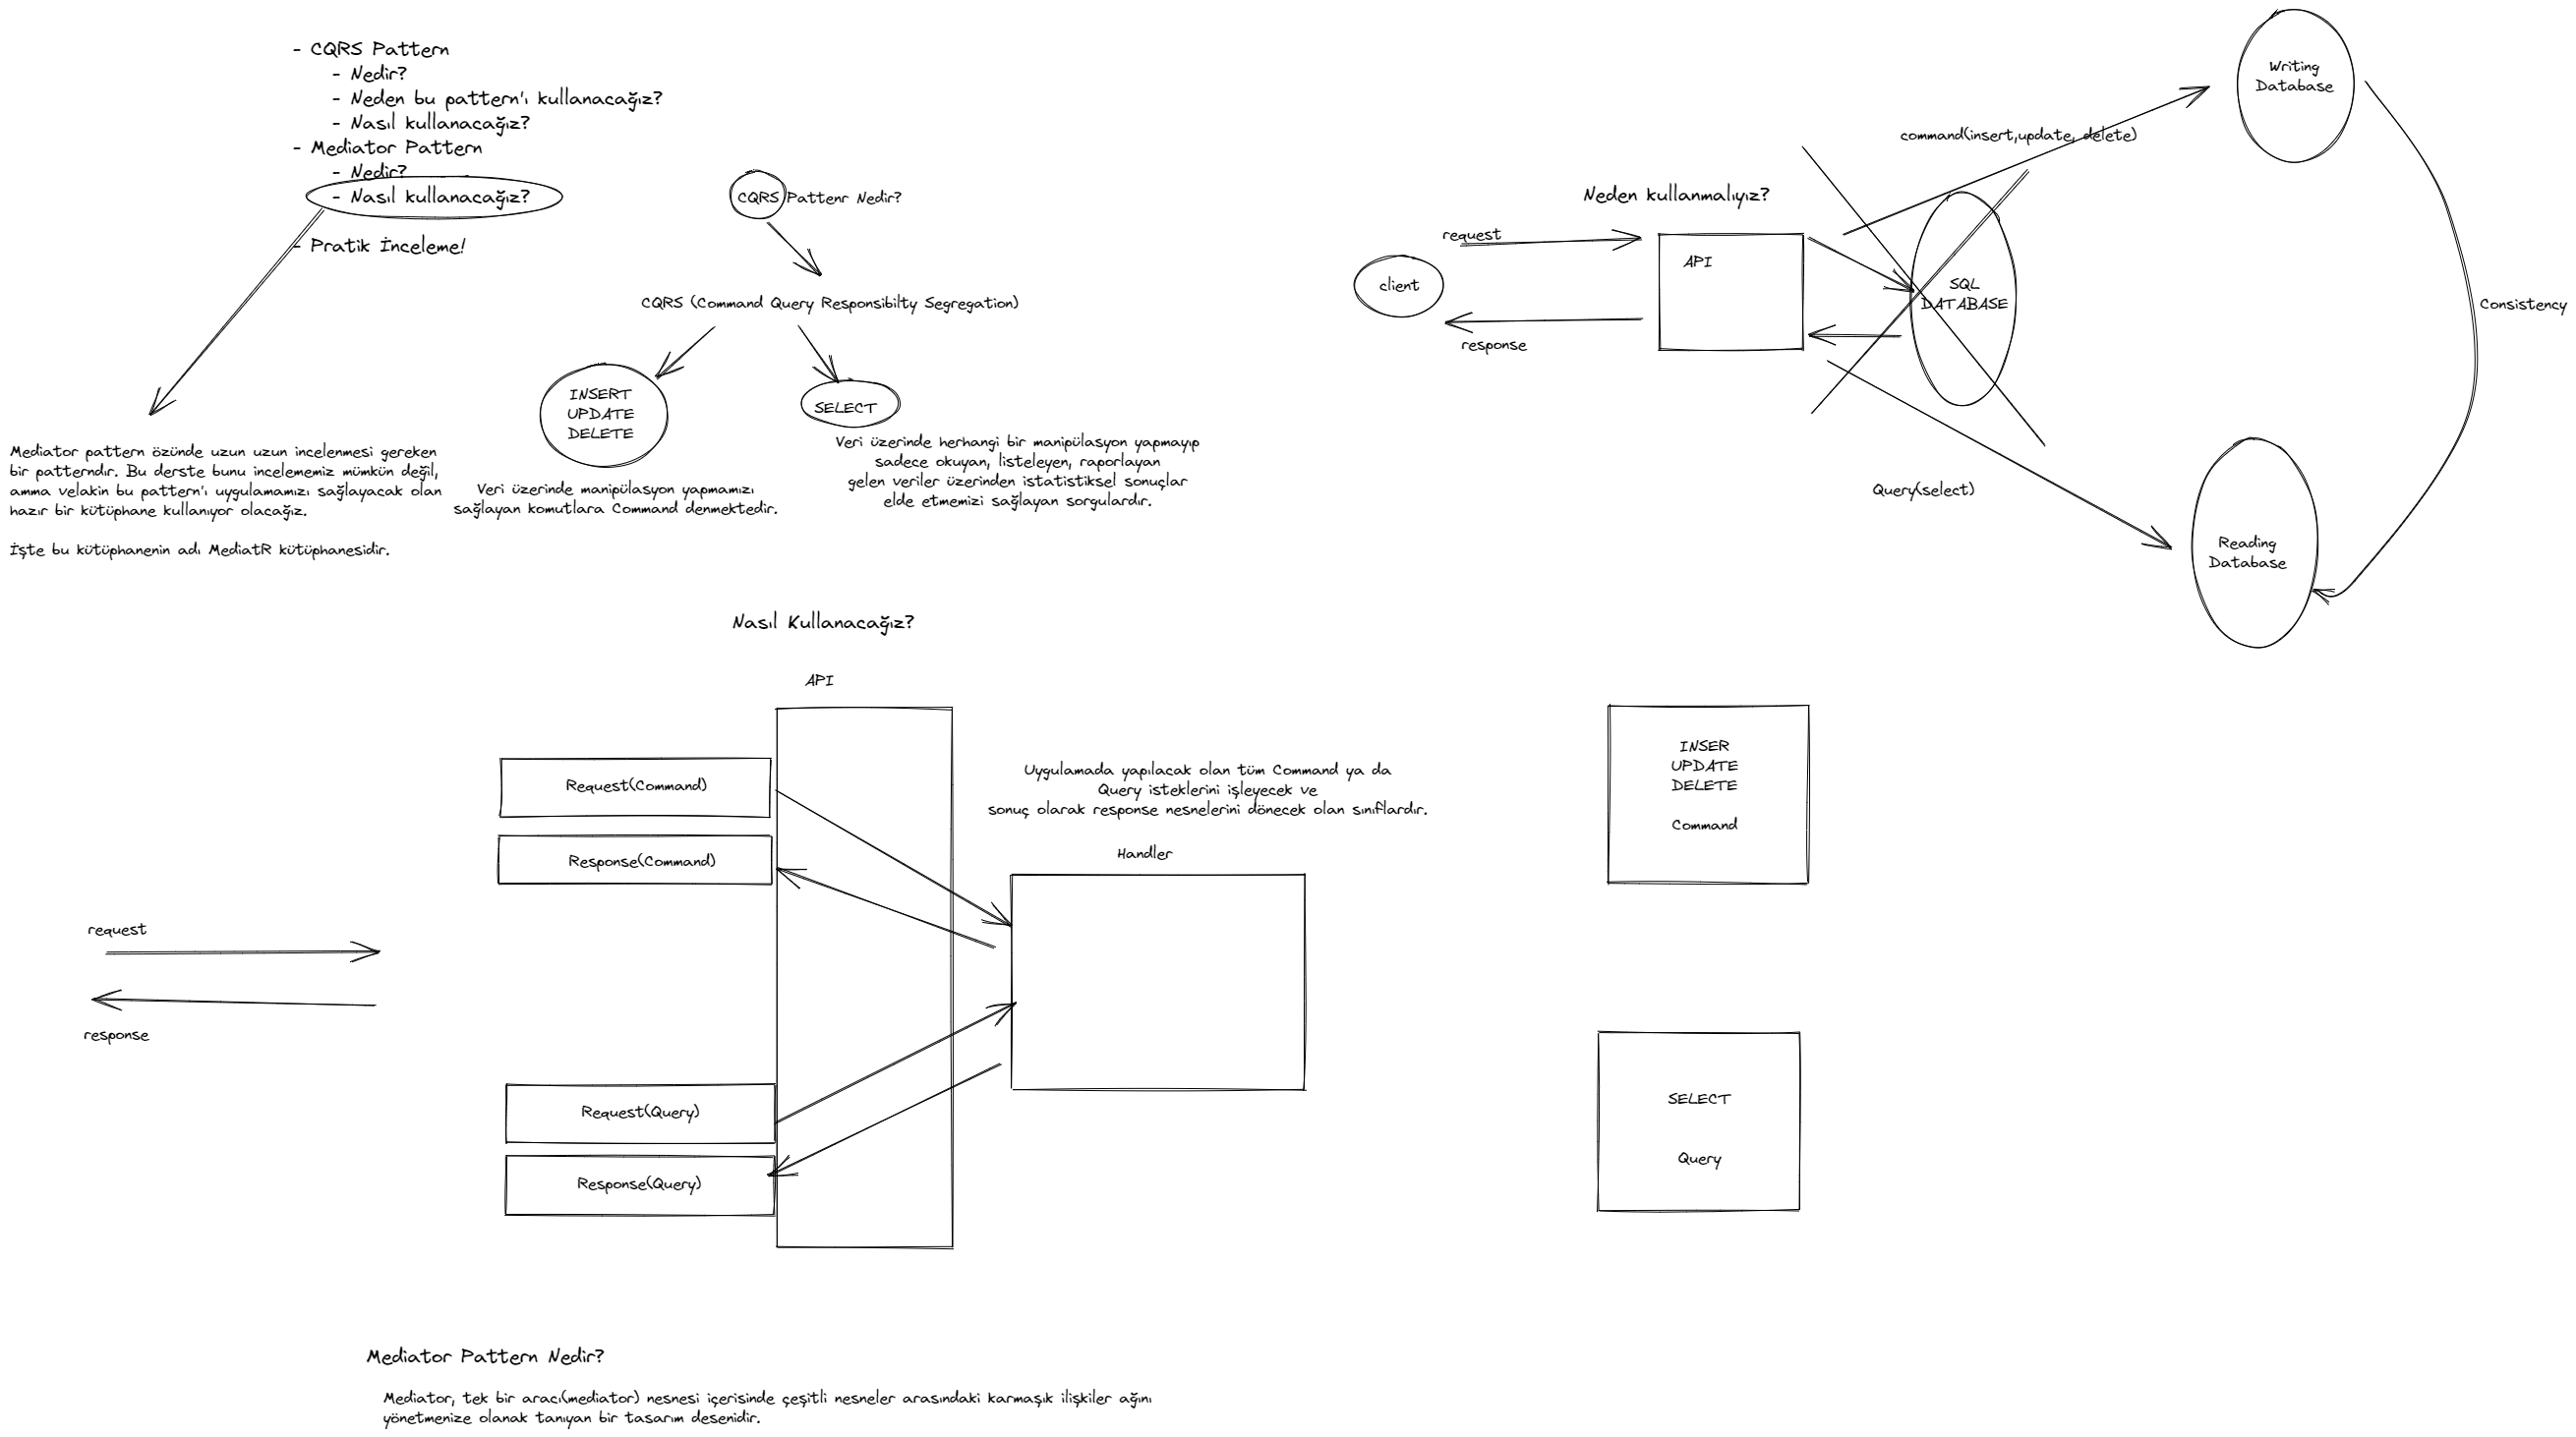 - CQRS Pattern
- Nedir?
- Neden bu pattern'ı kullanacağız?
- Nasıl kullanacağız?
- Mediator Pattern
- Nedir?
- Nasıl kullanacağız?
- Pratik İnceleme!
Mediator pattern özünde uzun uzun incelenmesi gereken
bir patterndır. Bu derste bunu incelememiz mümkün değil,
amma velakin bu pattern'ı uygulamamızı sağlayacak olan
hazır bir kütüphane kullanıyor olacağız.
İşte bu kütüphanenin adı MediatR kütüphanesidir.
CQRS Pattenr Nedir?
CQRS (Command Query Responsibilty Segregation)
INSERT
UPDATE
DELETE
Veri üzerinde manipülasyon yapmamızı
sağlayan komutlara Command denmektedir.
SELECT
Veri üzerinde herhangi bir manipülasyon yapmayıp
sadece okuyan, listeleyen, raporlayan
gelen veriler üzerinden istatistiksel sonuçlar
elde etmemizi sağlayan sorgulardır.
Neden kullanmalıyız?
client
request
response
API
SQL
DATABASE
command(insert,update, delete)
Query(select)
Writing
Database
Consistency
Reading
Database
Nasıl Kullanacağız?
API
request
response
Request(Command)
Response(Command)
Request(Query)
Response(Query)
Uygulamada yapılacak olan tüm Command ya da
Query isteklerini işleyecek ve
sonuç olarak response nesnelerini dönecek olan sınıflardır.
Handler
INSER
UPDATE
DELETE
Command
SELECT
Query
Mediator Pattern Nedir?
Mediator, tek bir aracı(mediator) nesnesi içerisinde çeşitli nesneler arasındaki karmaşık ilişkiler ağını
yönetmenize olanak tanıyan bir tasarım desenidir.